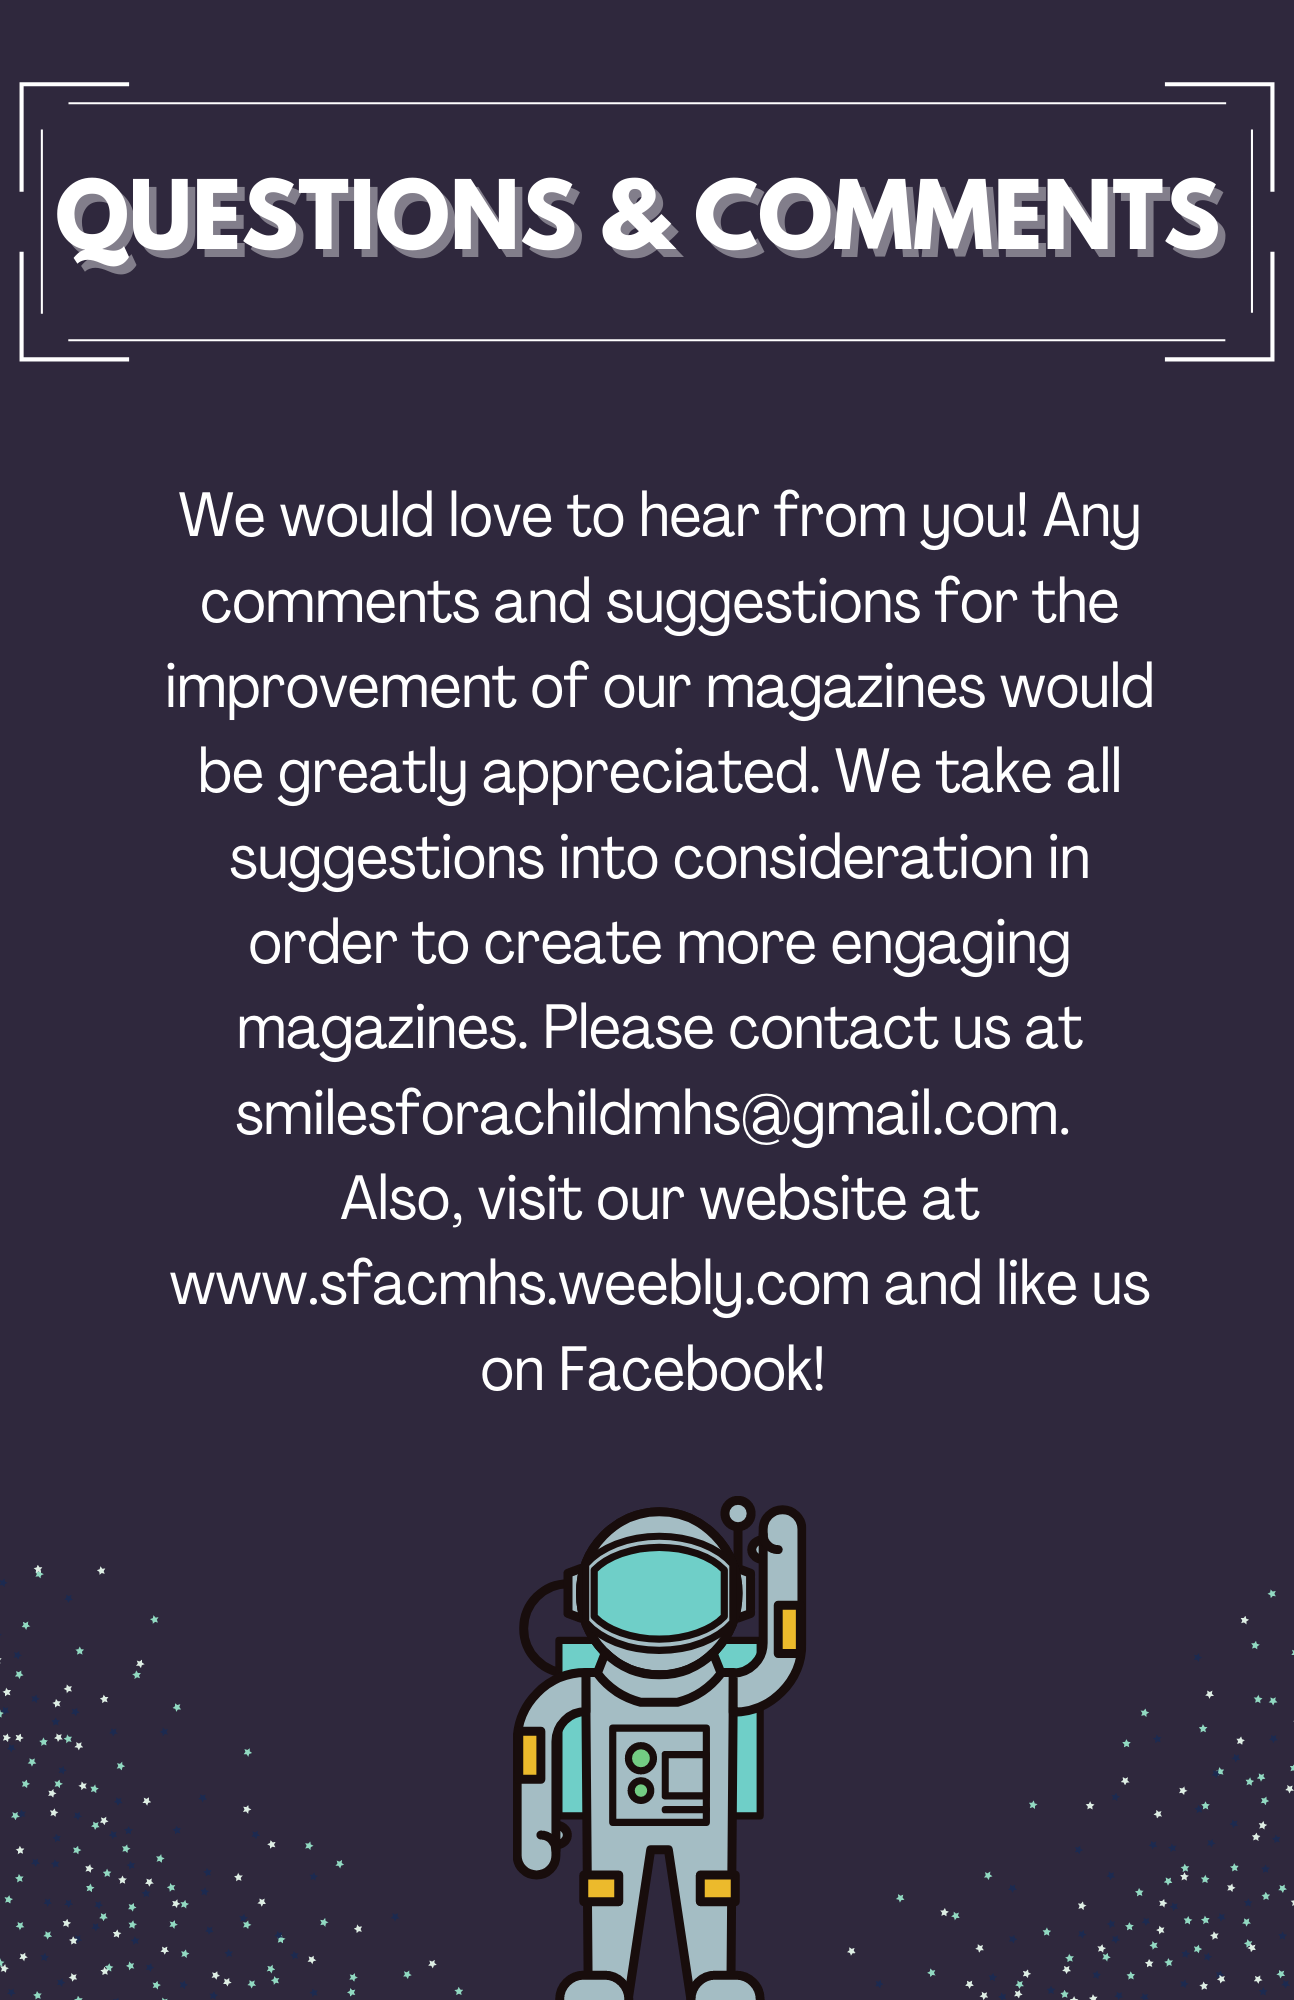 QUESTIONS & COMMENTS
We would love to hear from you! Any
comments and suggestions for the
improvement of our magazines would
be greatly appreciated. We take all
suggestions into consideration in
order to create more engaging
magazines. Please contact us at
smilesforachildmhs@gmail.com.
Also, visit our website at
www.sfacmhs.weebly.com and like us
on Facebook!